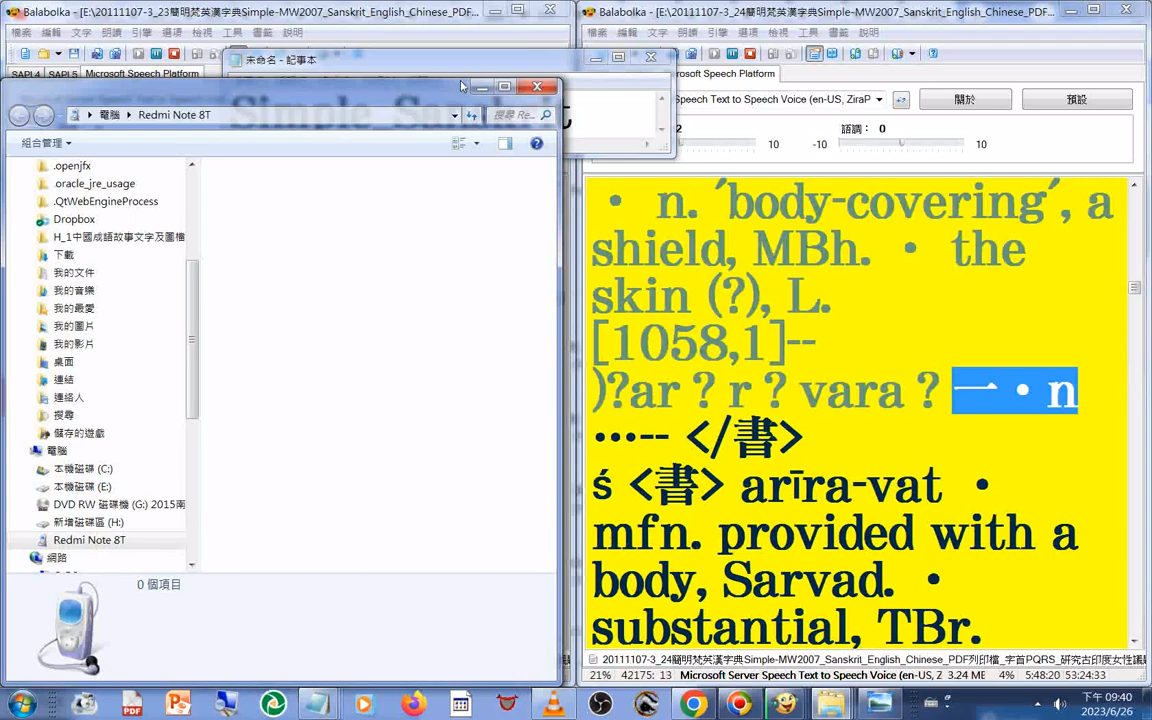 Balabolka - [E:\20111107-3_23簡明梵英漢字典Simple-MW2007_Sanskrit_English_Chinese_PDF...
檔案 編輯 文字 朗讀 引擎 選項 檢視 工具 書籤 說明
SAPI 4 SAPI 5 Microsoft Speech Platform
未命名 - 記事本
電腦 Redmi Note 8T
搜尋 Re...
組合管理
.openjfx
.oracle_jre_usage
.QtWebEngineProcess
Dropbox
H_1中國成語故事文字及圖檔
下載
我的文件
我的音樂
我的最愛
我的圖片
我的影片
桌面
連結
連絡人
搜尋
儲存的遊戲
電腦
本機磁碟 (C:)
本機磁碟 (E:)
DVD RW 磁碟機 (G:) 2015南
新增磁碟區 (H:)
Redmi Note 8T
網路
0 個項目
Balabolka - [E:\20111107-3_24簡明梵英漢字典Simple-MW2007_Sanskrit_English_Chinese_PDF...
檔案 編輯 文字 朗讀 引擎 選項 檢視 工具 書籤 說明
rosoft Speech Platform
Speech Text to Speech Voice (en-US, ZiraP
關於
預設
2
語調： 0
10 -10 10
• n. 'body-covering', a
shield, MBh. • the
skin (?), L.
[1058,1]--
)?ar ? r ? vara ? 一•n
…-- </書>
ś <書> arīra-vat •
mfn. provided with a
body, Sarvad. •
substantial, TBr.
20111107-3_24簡明梵英漢字典Simple-MW2007_Sanskrit_English_Chinese_PDF列印檔_字首PQRS_研究古印度女性議題
21% 42175: 13 Microsoft Server Speech Text to Speech Voice (en-US, Z 3.24 ME 4% 5:48:20 53:24:33
下午 09:40
2023/6/26